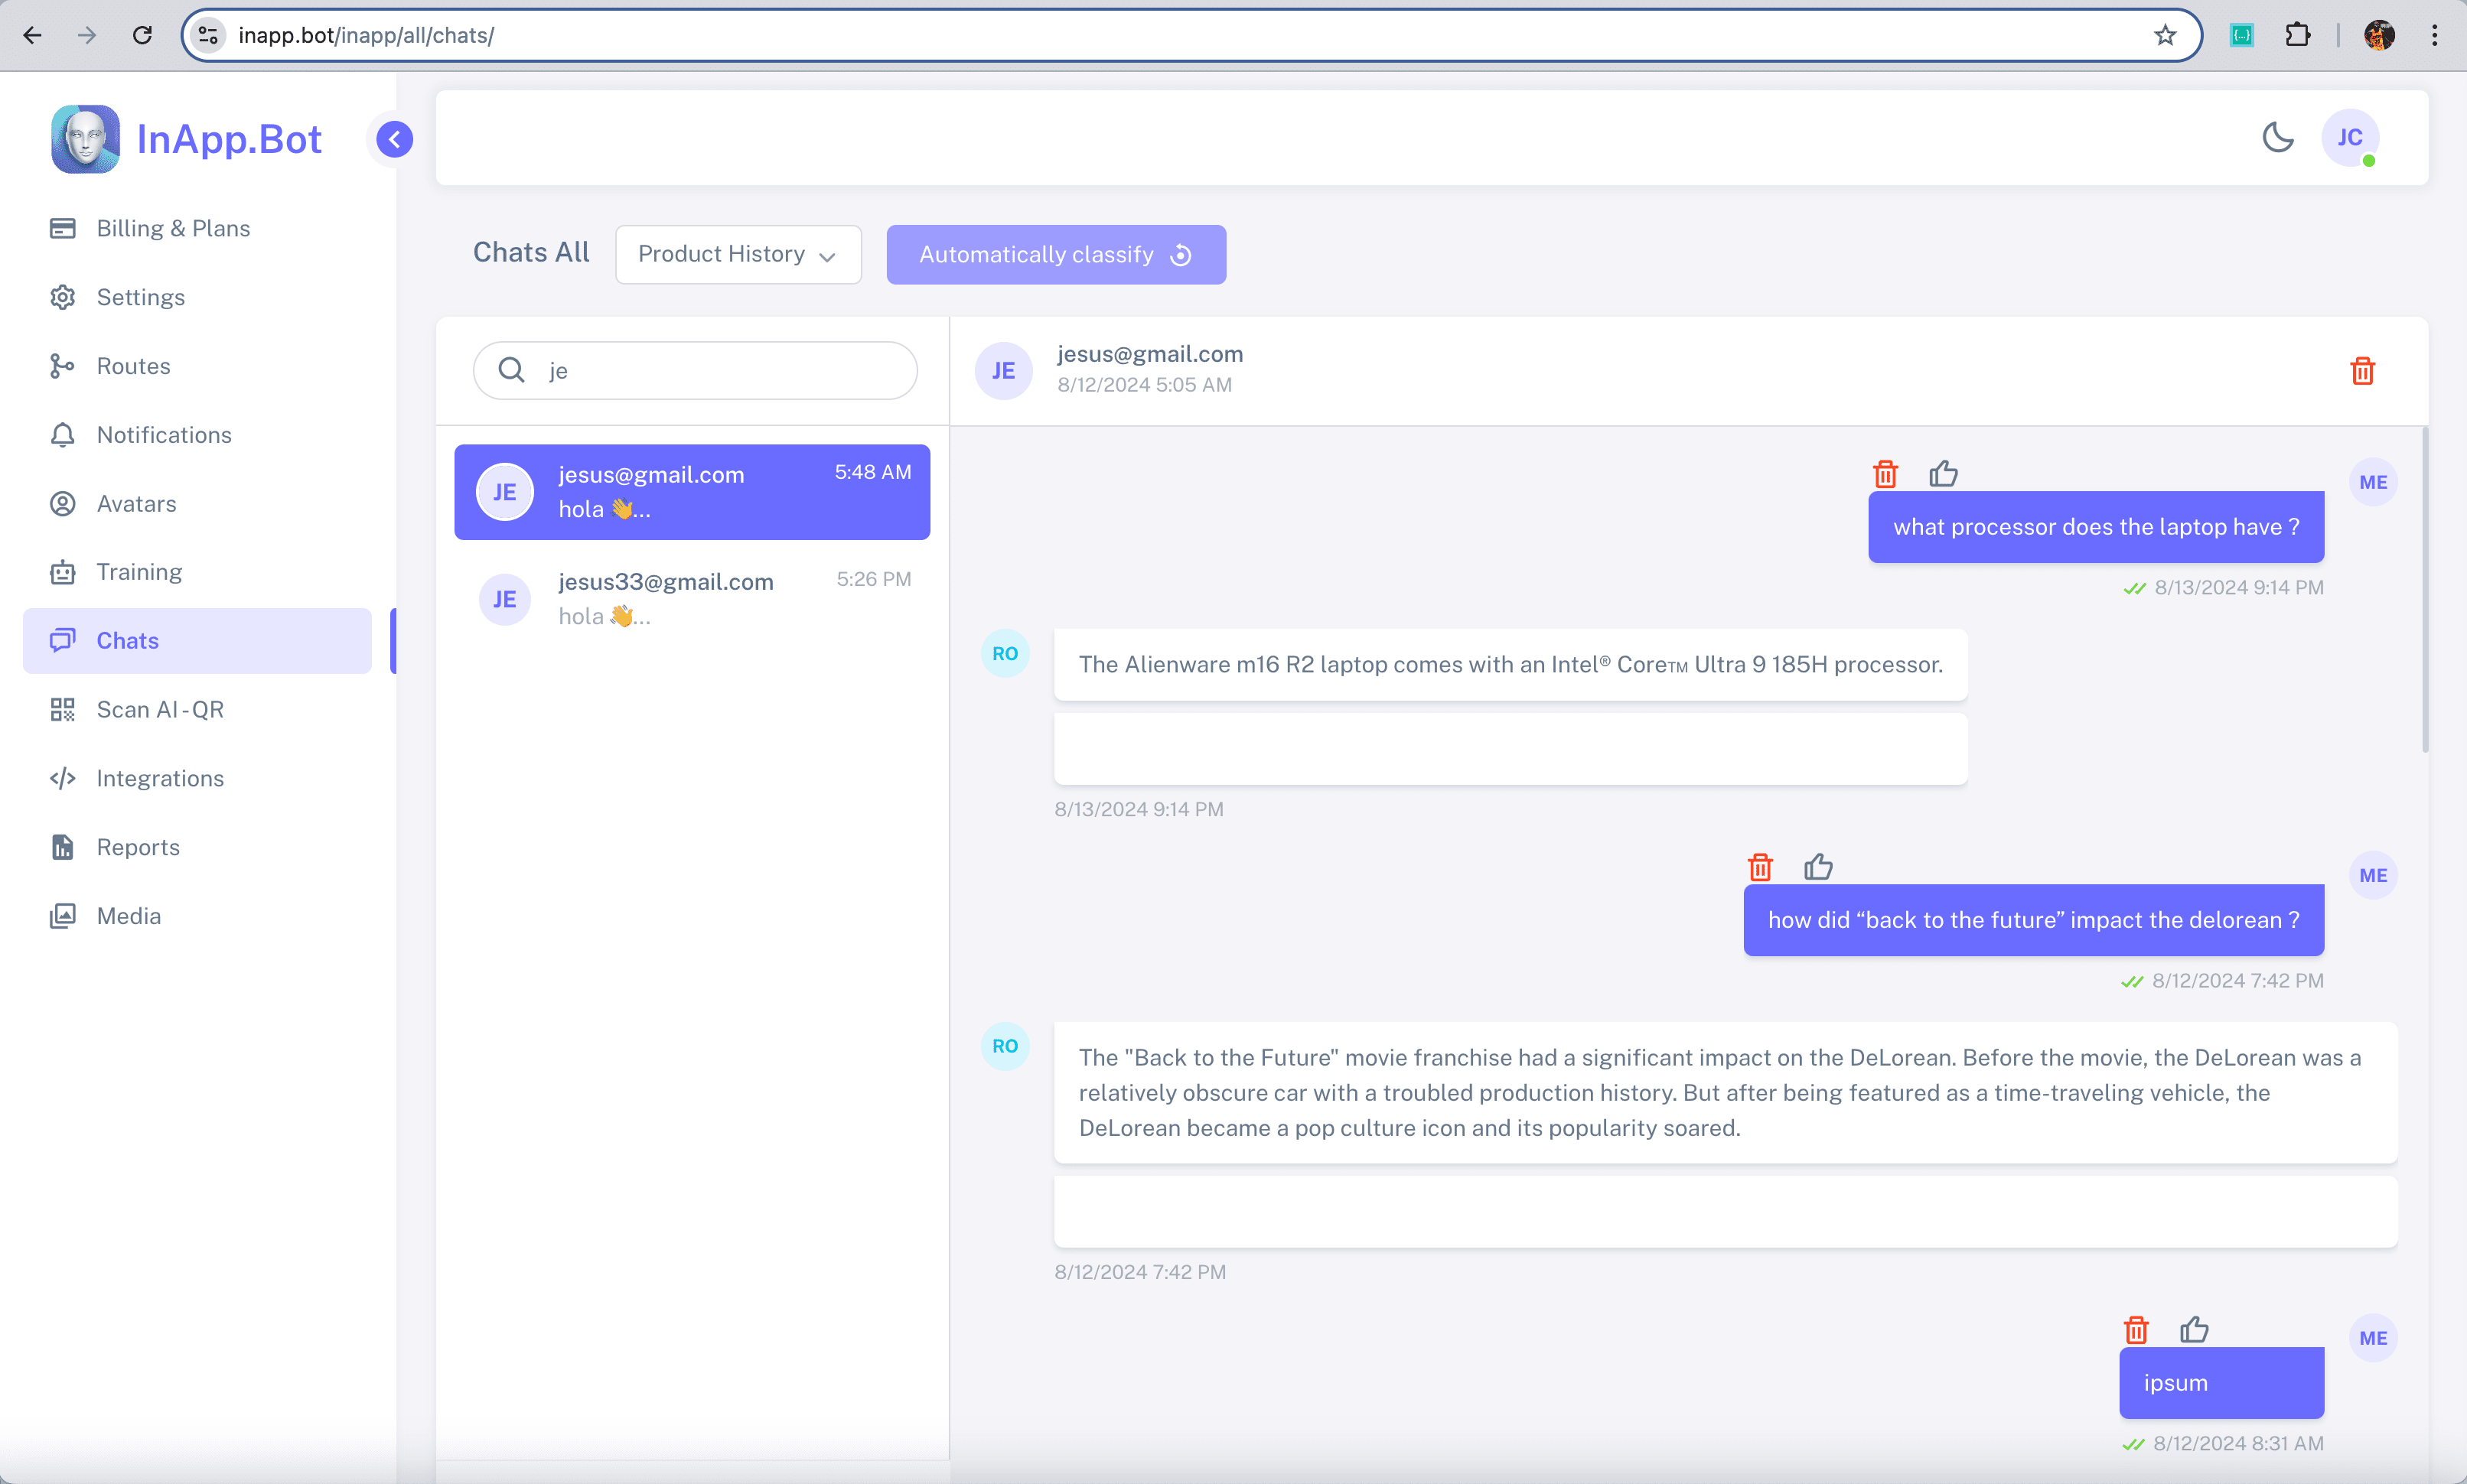 inapp.bot/inapp/all/chats/
InApp.Bot
Billing & Plans
Settings
Routes
Notifications
Avatars
Training
Chats
Scan AI-QR
Integrations
Reports
Media
JC
Chats All
Product History
Automatically classify
je
JE
jesus@gmail.com
5:48 AM
hola 👋...
JE
jesus33@gmail.com
5:26 PM
hola 👋...
JE
jesus@gmail.com
8/12/2024 5:05 AM
ME
what processor does the laptop have ?
8/13/2024 9:14 PM
RO
The Alienware m16 R2 laptop comes with an Intel® Core™ Ultra 9 185H processor.
8/13/2024 9:14 PM
ME
how did “back to the future” impact the delorean ?
8/12/2024 7:42 PM
RO
The "Back to the Future" movie franchise had a significant impact on the DeLorean. Before the movie, the DeLorean was a
relatively obscure car with a troubled production history. But after being featured as a time-traveling vehicle, the
DeLorean became a pop culture icon and its popularity soared.
8/12/2024 7:42 PM
ME
ipsum
8/12/2024 8:31 AM